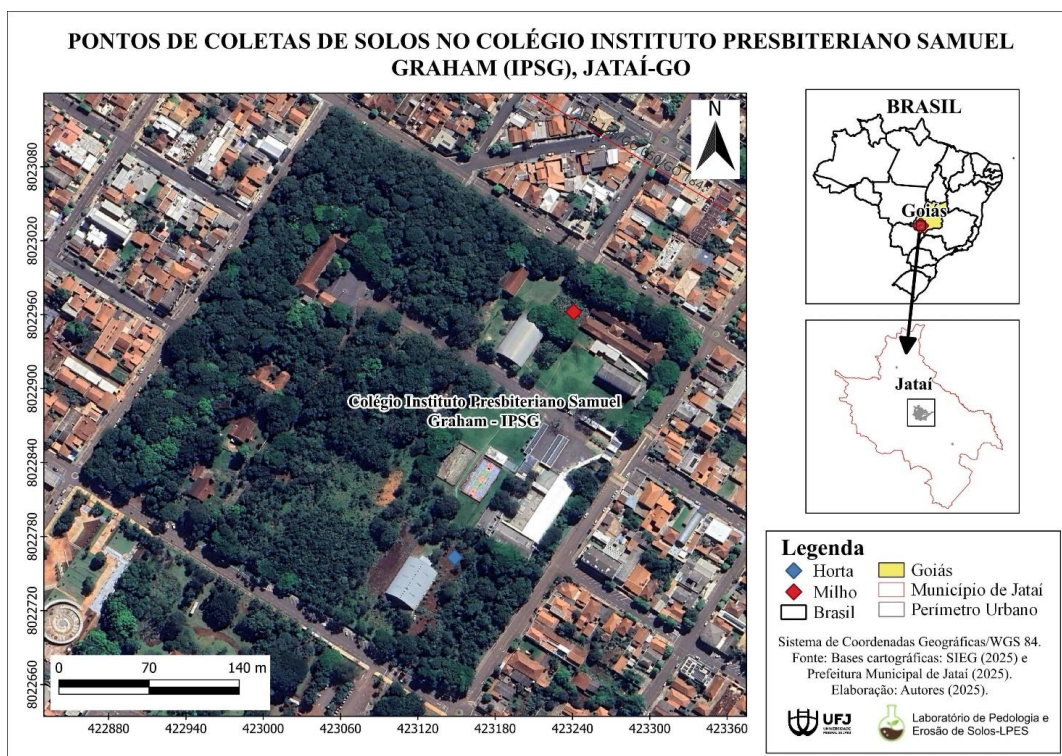 PONTOS DE COLETAS DE SOLOS NO COLÉGIO INSTITUTO PRESBITERIANO SAMUEL
GRAHAM (IPSG), JATAÍ-GO
8023080
8023020
8022960
8022900
8022840
8022780
8022720
8022660
N
Colégio Instituto Presbiteriano Samuel
Graham - IPSG
0 70 140 m
422880 422940 423000 423060 423120 423180 423240 423300 423360
BRASIL
Goiás
Jataí
Legenda
Horta
Milho
Brasil
Goiás
Município de Jataí
Perímetro Urbano
Sistema de Coordenadas Geográficas/WGS 84.
Fonte: Bases cartográficas: SIEG (2025) e
Prefeitura Municipal de Jataí (2025).
Elaboração: Autores (2025).
UFJ
UNIVERSIDADE
Laboratório de Pedologia e
Erosão de Solos-LPES